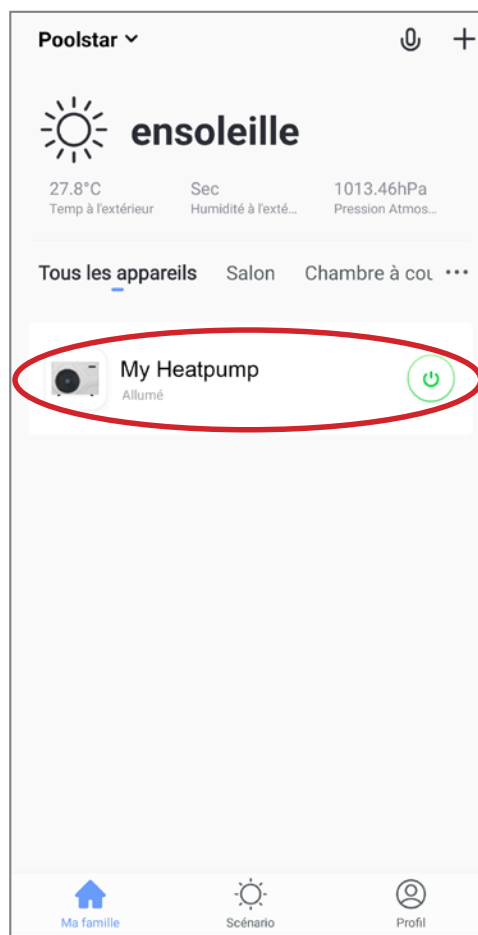 Poolstar
ensoleille
27.8°C Sec 1013.46hPa
Temp à l'extérieur Humidité à l'exté... Pression Atmos...
Tous les appareils Salon Chambre à cou ...
My Heatpump
Allumé
Ma famille Scénario Profil